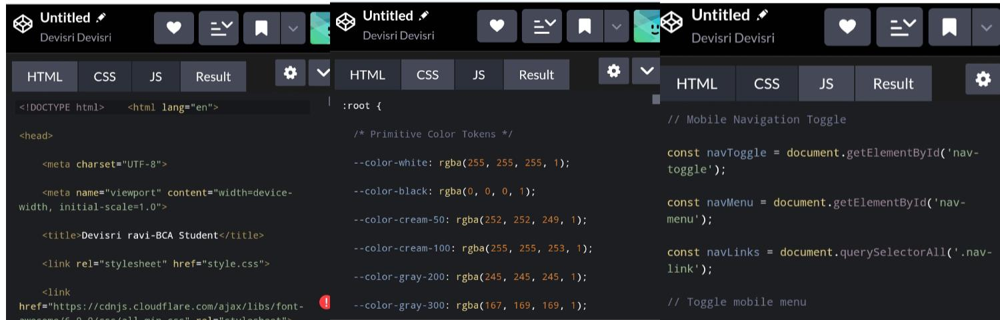 Untitled
Devisri Devisri
HTML CSS JS Result
<!DOCTYPE html> <html lang="en">
<head>
<meta charset="UTF-8">
<meta name="viewport" content="width=device-
width, initial-scale=1.0">
<title>Devisri ravi-BCA Student</title>
<link rel="stylesheet" href="style.css">
<link
href="https://cdnjs.cloudflare.com/ajax/libs/font-
Untitled
Devisri Devisri
HTML CSS JS Result
:root {
/* Primitive Color Tokens */
--color-white: rgba(255, 255, 255, 1);
--color-black: rgba(0, 0, 0, 1);
--color-cream-50: rgba(252, 252, 249, 1);
--color-cream-100: rgba(255, 255, 253, 1);
--color-gray-200: rgba(245, 245, 245, 1);
--color-gray-300: rgba(167, 169, 169, 1);
Untitled
Devisri Devisri
HTML CSS JS Result
// Mobile Navigation Toggle
const navToggle = document.getElementById('nav-
toggle');
const navMenu = document.getElementById('nav-
menu');
const navLinks = document.querySelectorAll('.nav-
link');
// Toggle mobile menu